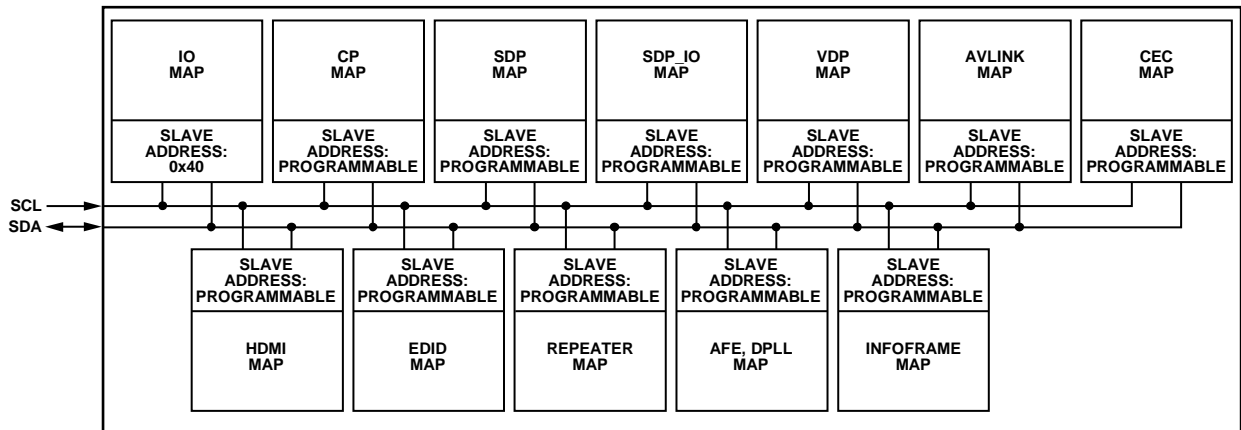 IO
MAP
SLAVE
ADDRESS:
0x40
CP
MAP
SLAVE
ADDRESS:
PROGRAMMABLE
SDP
MAP
SLAVE
ADDRESS:
PROGRAMMABLE
SDP_IO
MAP
SLAVE
ADDRESS:
PROGRAMMABLE
VDP
MAP
SLAVE
ADDRESS:
PROGRAMMABLE
AVLINK
MAP
SLAVE
ADDRESS:
PROGRAMMABLE
CEC
MAP
SLAVE
ADDRESS:
PROGRAMMABLE
SCL
SDA
SLAVE
ADDRESS:
PROGRAMMABLE
HDMI
MAP
SLAVE
ADDRESS:
PROGRAMMABLE
EDID
MAP
SLAVE
ADDRESS:
PROGRAMMABLE
REPEATER
MAP
SLAVE
ADDRESS:
PROGRAMMABLE
AFE, DPLL
MAP
SLAVE
ADDRESS:
PROGRAMMABLE
INFOFRAME
MAP